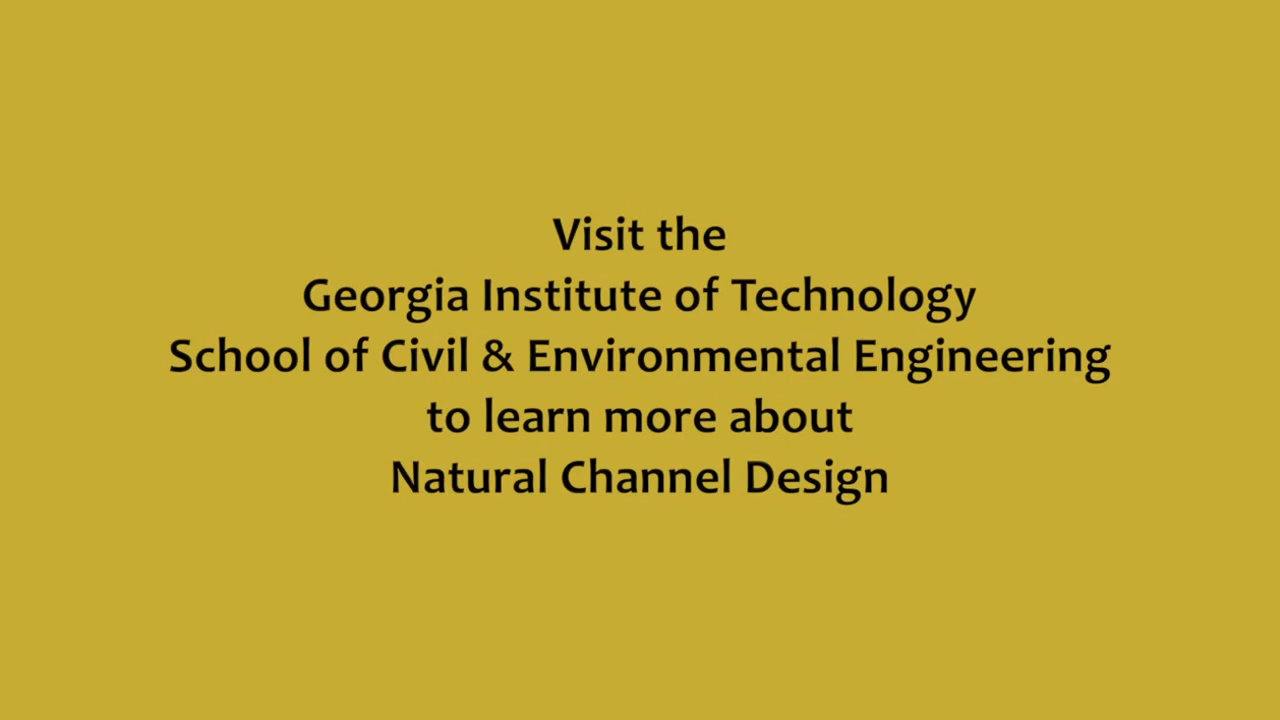 Visit the
Georgia Institute of Technology
School of Civil & Environmental Engineering
to learn more about
Natural Channel Design